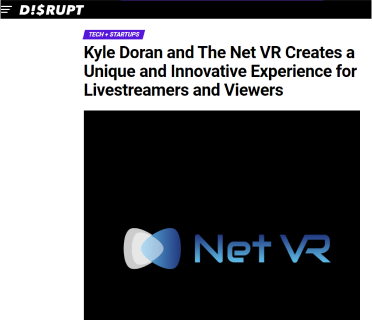 D!$RUPT
TECH + STARTUPS
Kyle Doran and The Net VR Creates a
Unique and Innovative Experience for
Livestreamers and Viewers
Net VR